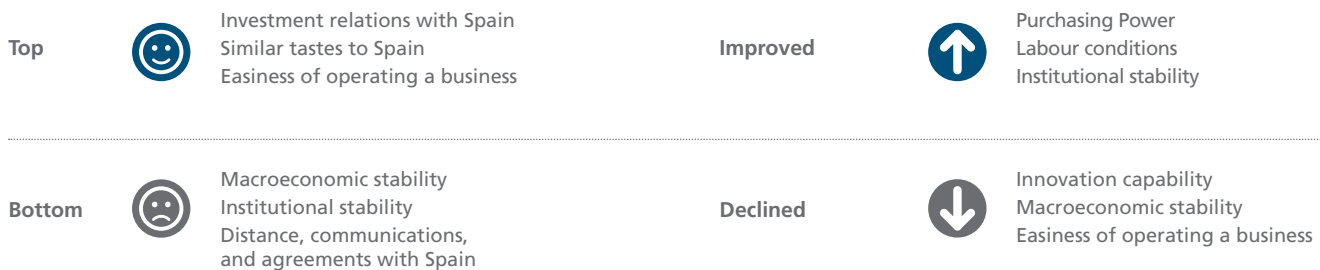 Top
Investment relations with Spain
Similar tastes to Spain
Easiness of operating a business
Improved
Purchasing Power
Labour conditions
Institutional stability
Bottom
Macroeconomic stability
Institutional stability
Distance, communications,
and agreements with Spain
Declined
Innovation capability
Macroeconomic stability
Easiness of operating a business